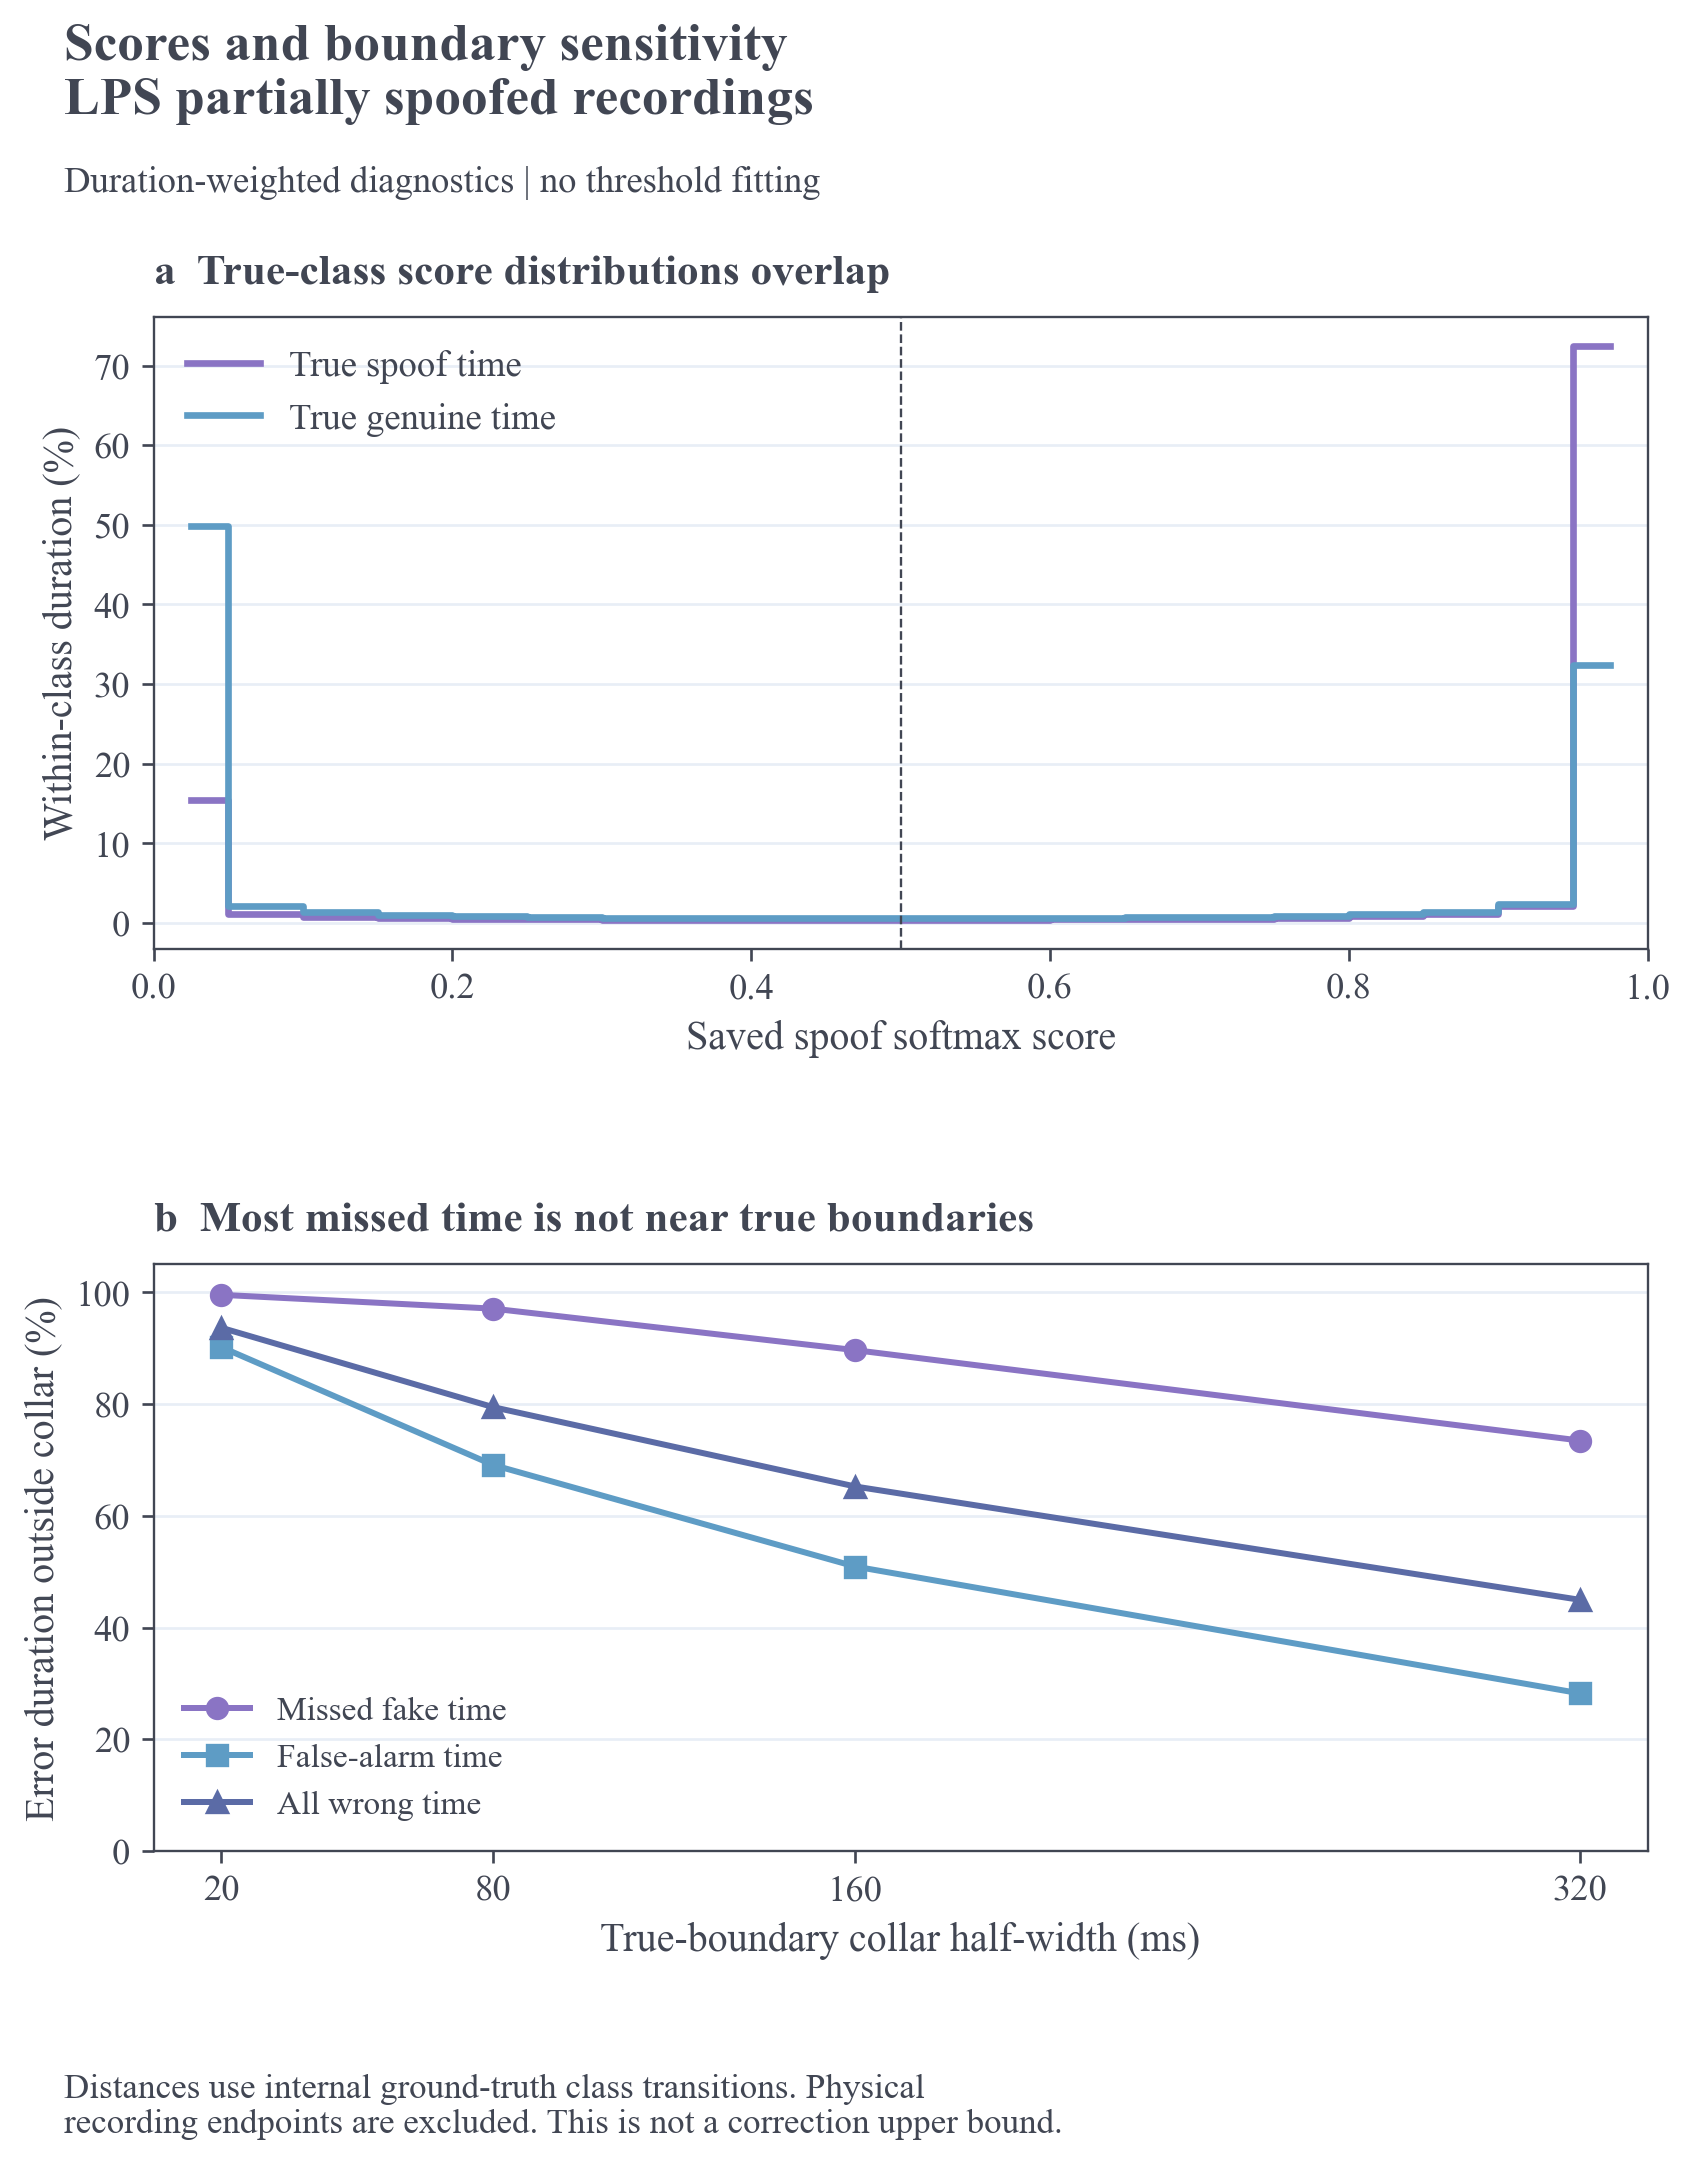 Scores and boundary sensitivity
LPS partially spoofed recordings
Duration-weighted diagnostics | no threshold fitting
a True-class score distributions overlap
True spoof time
True genuine time
Within-class duration (%)
70
60
50
40
30
20
10
0
0.0 0.2 0.4 0.6 0.8 1.0
Saved spoof softmax score
b Most missed time is not near true boundaries
Error duration outside collar (%)
100
80
60
40
20
0
Missed fake time
False-alarm time
All wrong time
20 80 160 320
True-boundary collar half-width (ms)
Distances use internal ground-truth class transitions. Physical
recording endpoints are excluded. This is not a correction upper bound.